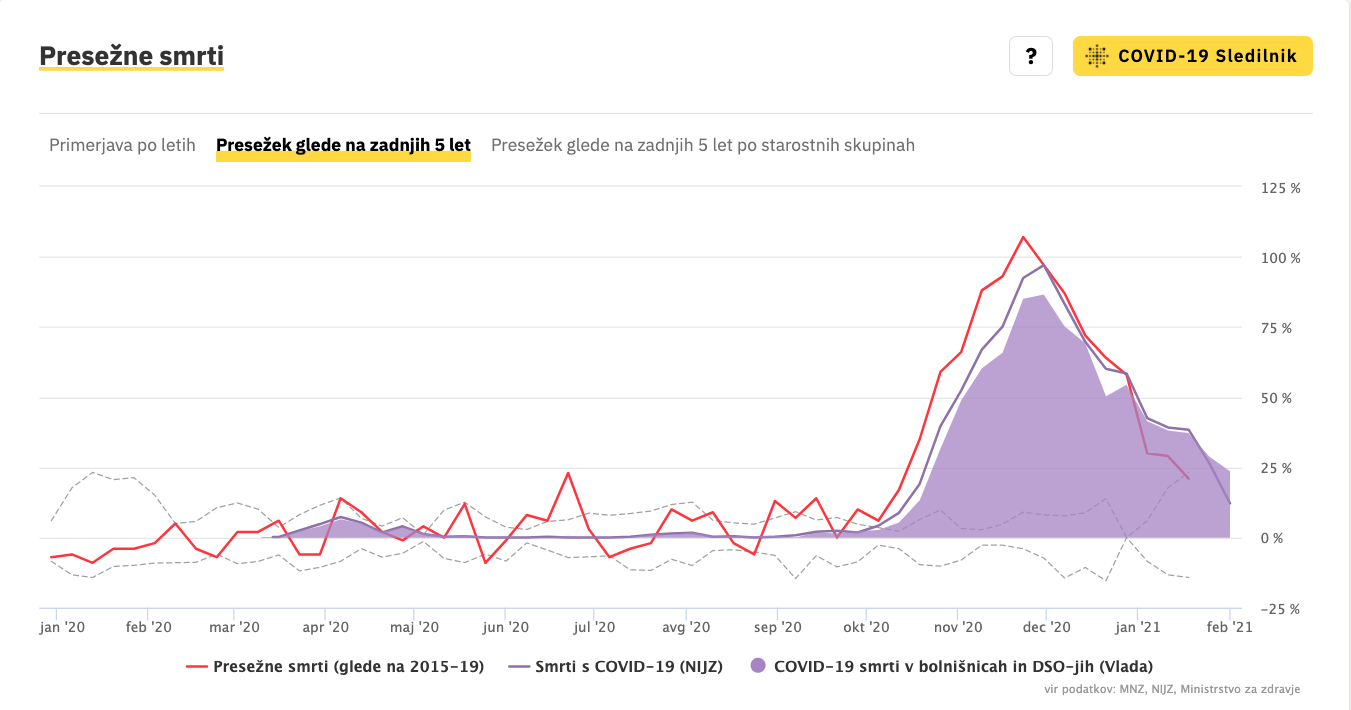 Presežne smrti
?
COVID-19 Sledilnik
Primerjava po letih
Presežek glede na zadnjih 5 let
Presežek glede na zadnjih 5 let po starostnih skupinah
125 %
100 %
75 %
50 %
25 %
0 %
−25 %
jan '20
feb '20
mar '20
apr '20
maj '20
jun '20
jul '20
avg '20
sep '20
okt '20
nov '20
dec '20
jan '21
feb '21
Presežne smrti (glede na 2015-19)
Smrti s COVID-19 (NIJZ)
COVID-19 smrti v bolnišnicah in DSO-jih (Vlada)
vir podatkov: MNZ, NIJZ, Ministrstvo za zdravje